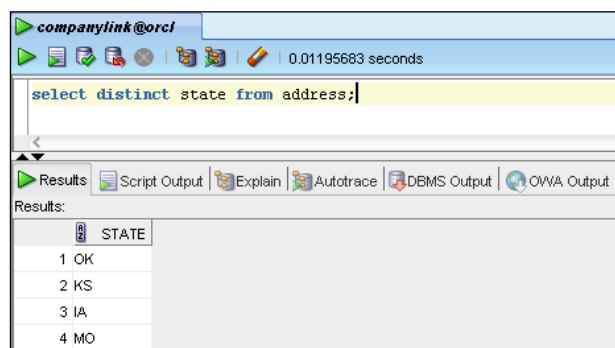 companylink@orcl
0.01195683 seconds
select distinct state from address;
Results Script Output Explain Autotrace DBMS Output OWA Output
Results:
STATE
1 OK
2 KS
3 IA
4 MO